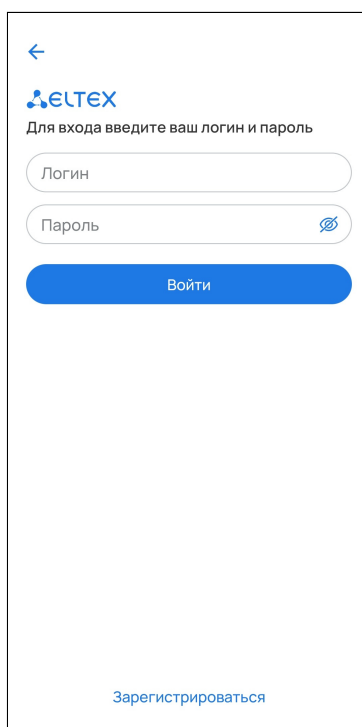 ELTEX
Для входа введите ваш логин и пароль
Логин
Пароль
Войти
Зарегистрироваться